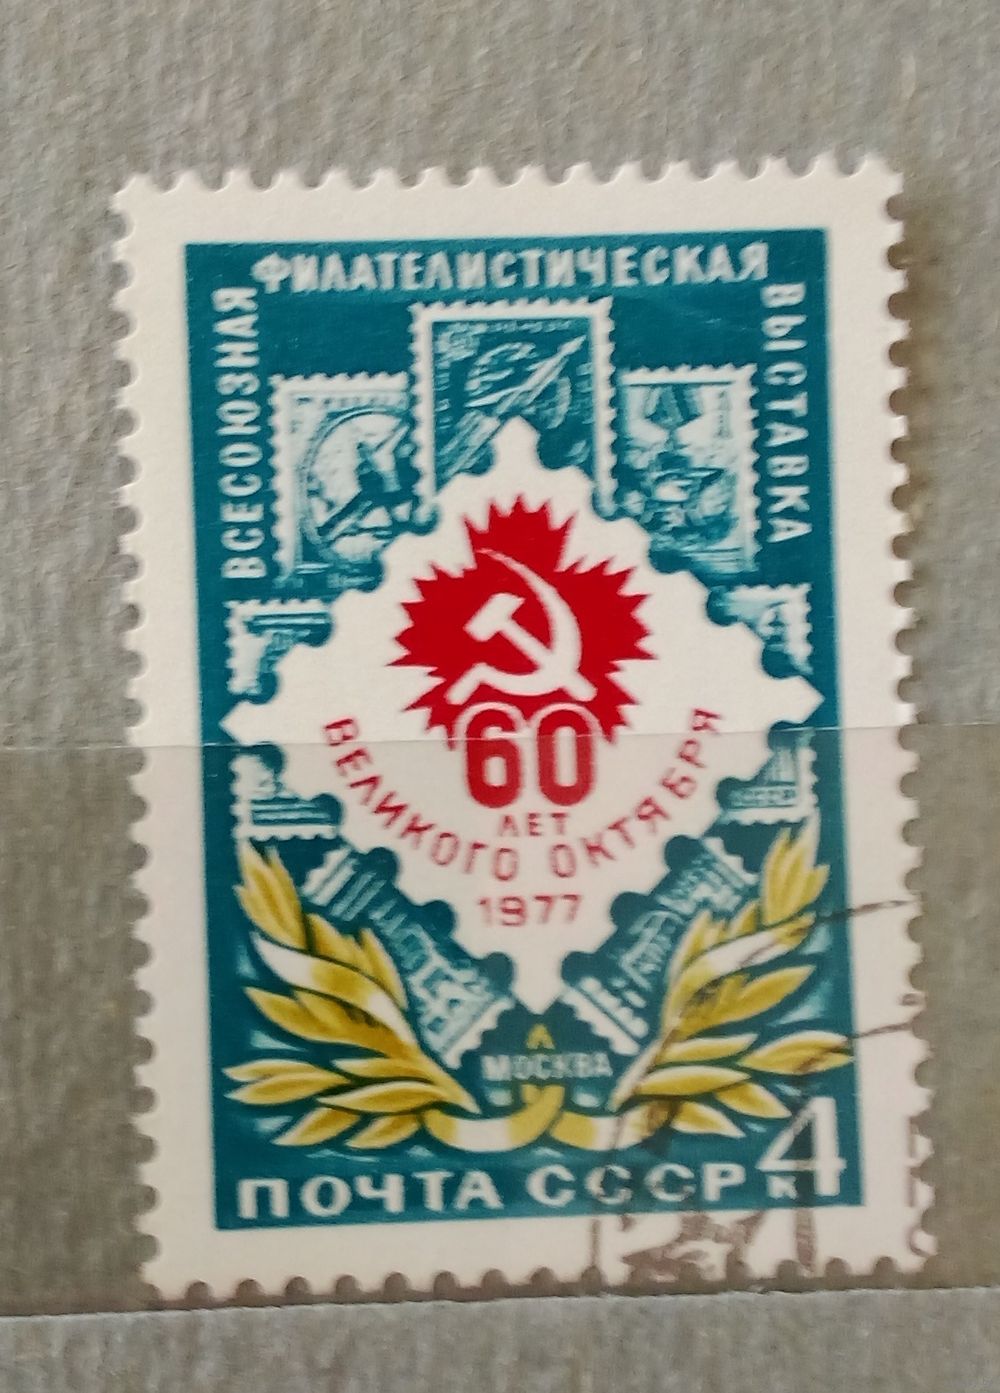 ВСЕСОЮЗНАЯ
ФИЛАТЕЛИСТИЧЕСКАЯ
ВЫСТАВКА
60
ЛЕТ
ВЕЛИКОГО ОКТЯБРЯ
1977
МОСКВА
ПОЧТА СССР
4
К